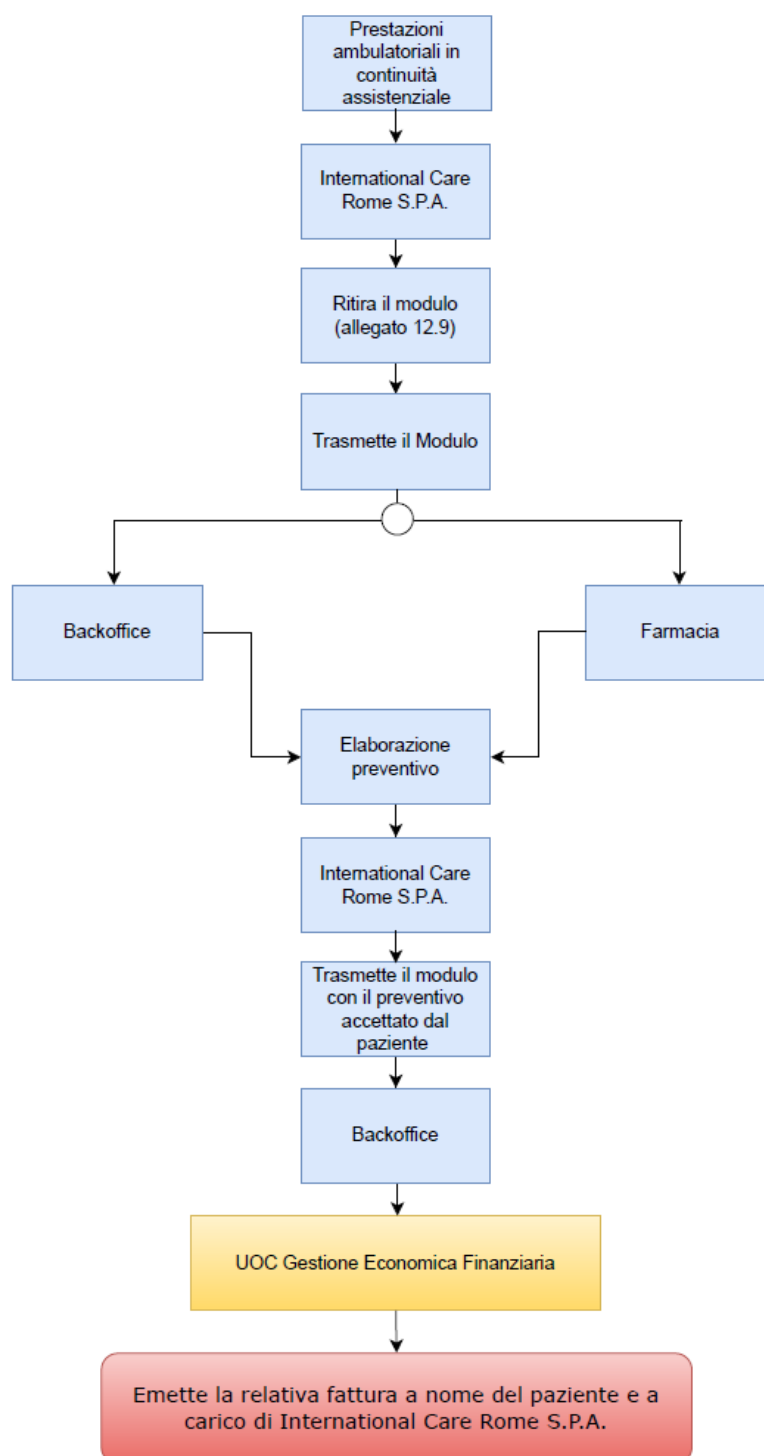 Prestazioni
ambulatoriali in
continuità
assistenziale
International Care
Rome S.P.A.
Ritira il modulo
(allegato 12.9)
Trasmette il Modulo
Backoffice
Farmacia
Elaborazione
preventivo
International Care
Rome S.P.A.
Trasmette il modulo
con il preventivo
accettato dal
paziente
Backoffice
UOC Gestione Economica Finanziaria
Emette la relativa fattura a nome del paziente e a
carico di International Care Rome S.P.A.